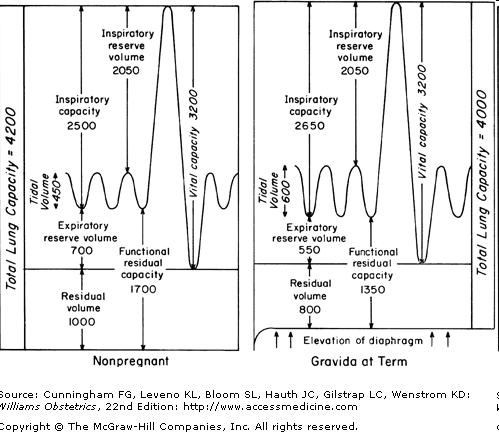 Total Lung Capacity = 4200
Inspiratory
reserve
volume
2050
Inspiratory
capacity
2500
Vital capacity 3200
Tidal
Volume
450
Expiratory
reserve volume
700
Functional
residual
capacity
1700
Residual
volume
1000
Nonpregnant
Inspiratory
reserve
volume
2050
Inspiratory
capacity
2650
Vital capacity 3200
Tidal
Volume
600
Expiratory
reserve volume
550
Functional
residual
capacity
1350
Residual
volume
800
Elevation of diaphragm
Total Lung Capacity = 4000
Gravida at Term
Source: Cunningham FG, Leveno KL, Bloom SL, Hauth JC, Gilstrap LC, Wenstrom KD:
Williams Obstetrics, 22nd Edition: http://www.accessmedicine.com
Copyright © The McGraw-Hill Companies, Inc. All rights reserved.